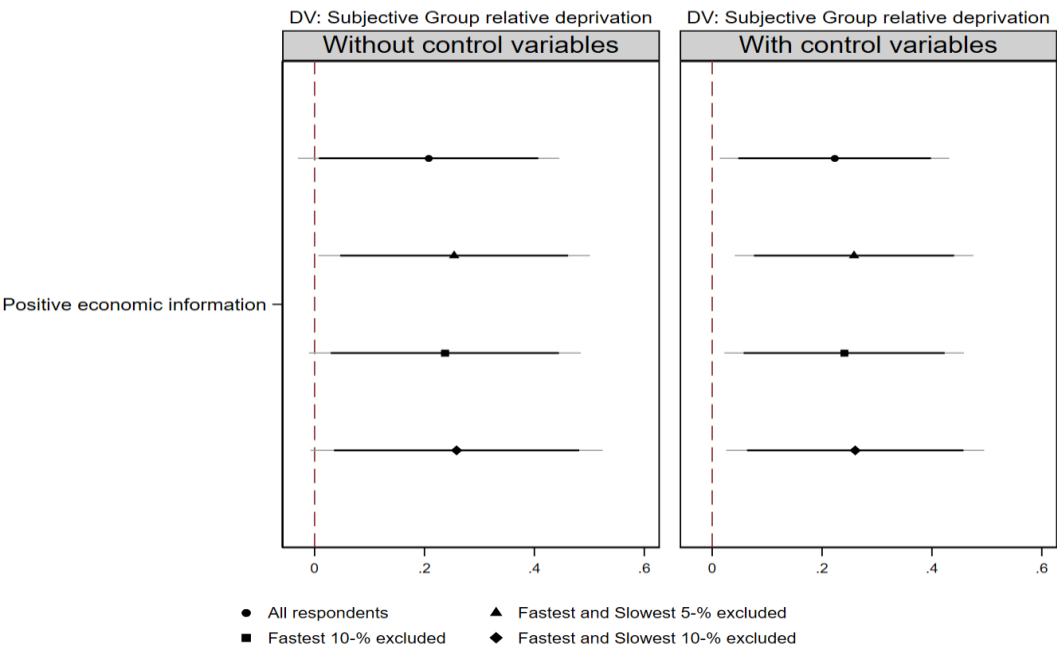 DV: Subjective Group relative deprivation
Without control variables
DV: Subjective Group relative deprivation
With control variables
Positive economic information
0 .2 .4 .6
0 .2 .4 .6
All respondents
Fastest and Slowest 5-% excluded
Fastest 10-% excluded
Fastest and Slowest 10-% excluded